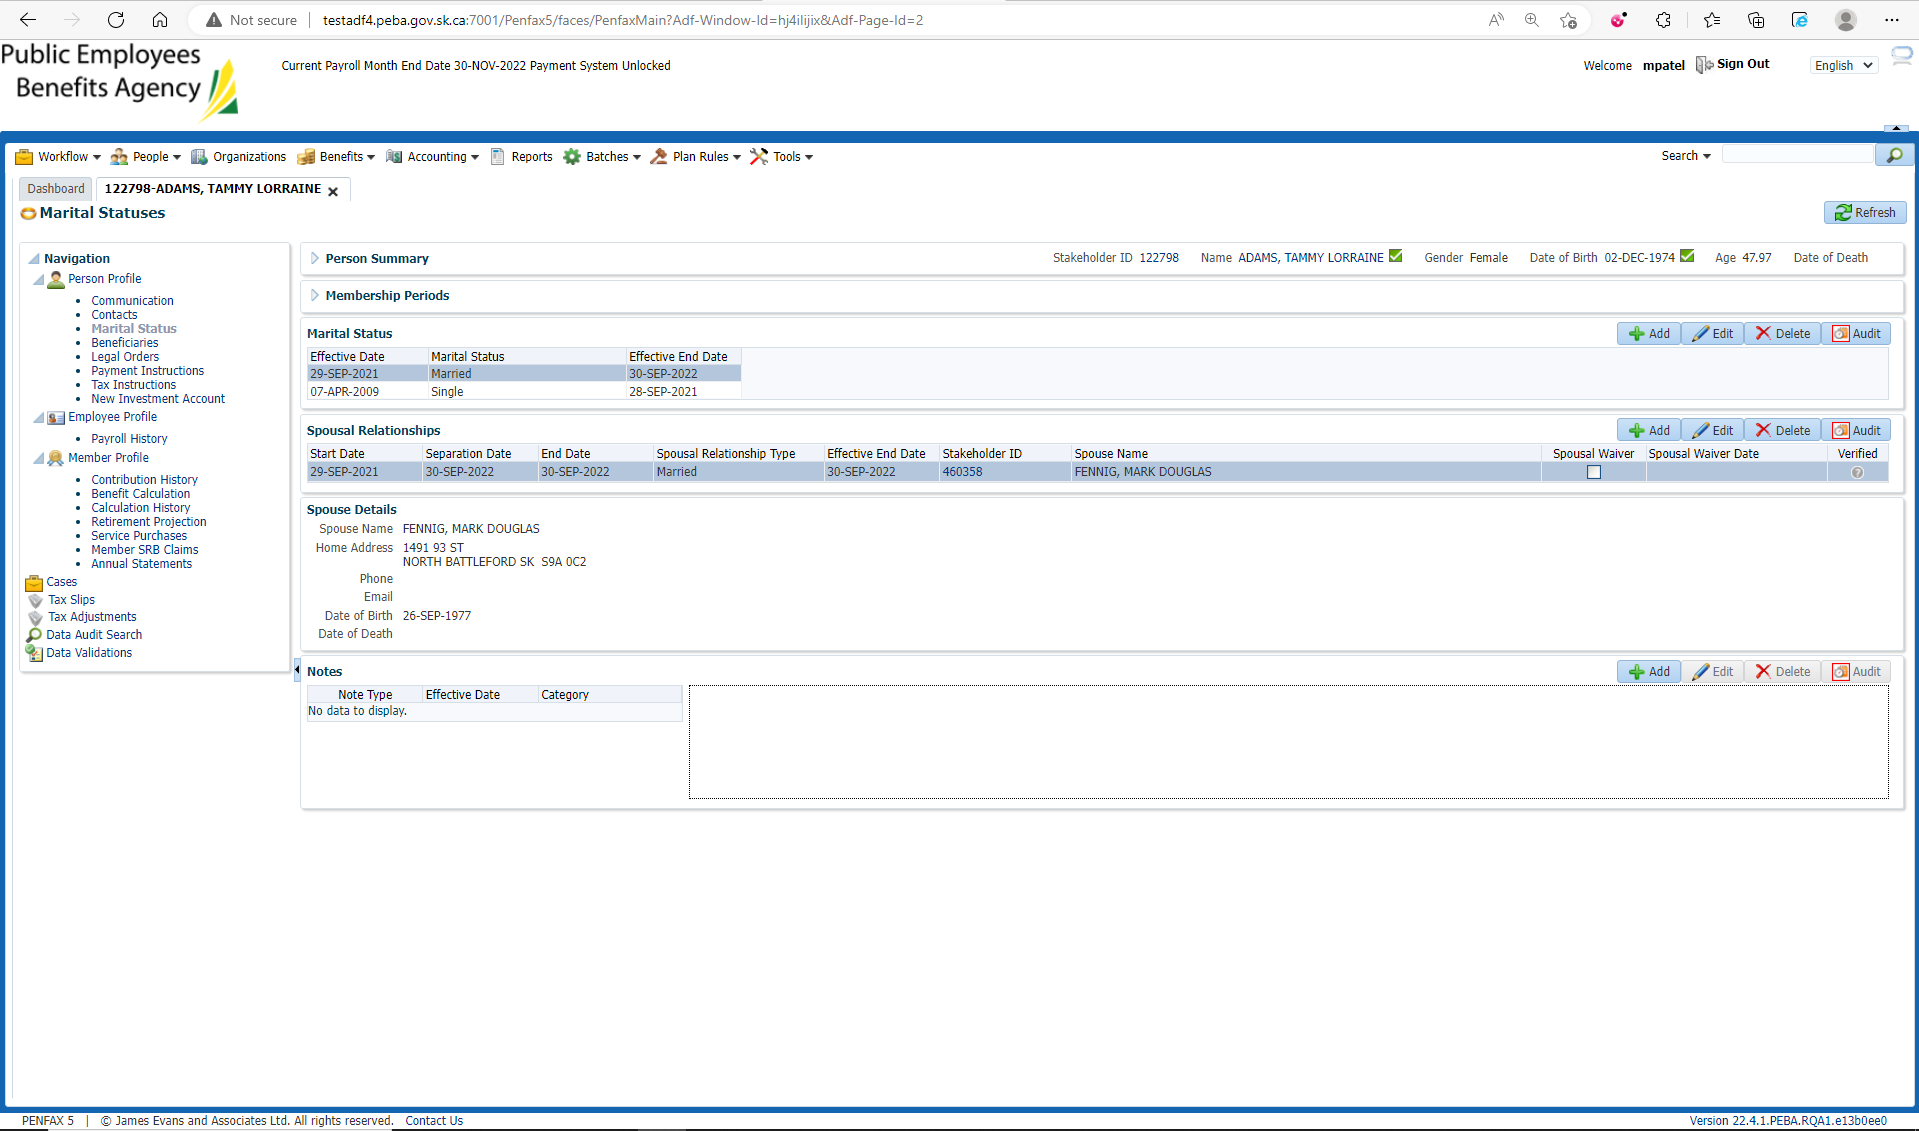 Not secure | testadf4.peba.gov.sk.ca:7001/Penfax5/faces/PenfaxMain?Adf-Window-Id=hj4ilijix&Adf-Page-Id=2
Public Employees
Benefits Agency
Current Payroll Month End Date 30-NOV-2022 Payment System Unlocked
Welcome mpatel Sign Out English
Workflow People Organizations Benefits Accounting Reports Batches Plan Rules Tools Search
Dashboard 122798-ADAMS, TAMMY LORRAINE
Marital Statuses Refresh
Navigation
Person Profile
• Communication
• Contacts
• Marital Status
• Beneficiaries
• Legal Orders
• Payment Instructions
• Tax Instructions
• New Investment Account
Employee Profile
• Payroll History
Member Profile
• Contribution History
• Benefit Calculation
• Calculation History
• Retirement Projection
• Service Purchases
• Member SRB Claims
• Annual Statements
Cases
Tax Slips
Tax Adjustments
Data Audit Search
Data Validations
Person Summary Stakeholder ID 122798 Name ADAMS, TAMMY LORRAINE Gender Female Date of Birth 02-DEC-1974 Age 47.97 Date of Death
Membership Periods
Marital Status Add Edit Delete Audit
Effective Date Marital Status Effective End Date
29-SEP-2021 Married 30-SEP-2022
07-APR-2009 Single 28-SEP-2021
Spousal Relationships Add Edit Delete Audit
Start Date Separation Date End Date Spousal Relationship Type Effective End Date Stakeholder ID Spouse Name Spousal Waiver Spousal Waiver Date Verified
29-SEP-2021 30-SEP-2022 30-SEP-2022 Married 30-SEP-2022 460358 FENNIG, MARK DOUGLAS
Spouse Details
Spouse Name FENNIG, MARK DOUGLAS
Home Address 1491 93 ST
NORTH BATTLEFORD SK S9A 0C2
Phone
Email
Date of Birth 26-SEP-1977
Date of Death
Notes Add Edit Delete Audit
Note Type Effective Date Category
No data to display.
PENFAX 5 | © James Evans and Associates Ltd. All rights reserved. Contact Us Version 22.4.1.PEBA.RQA1.e13b0ee0